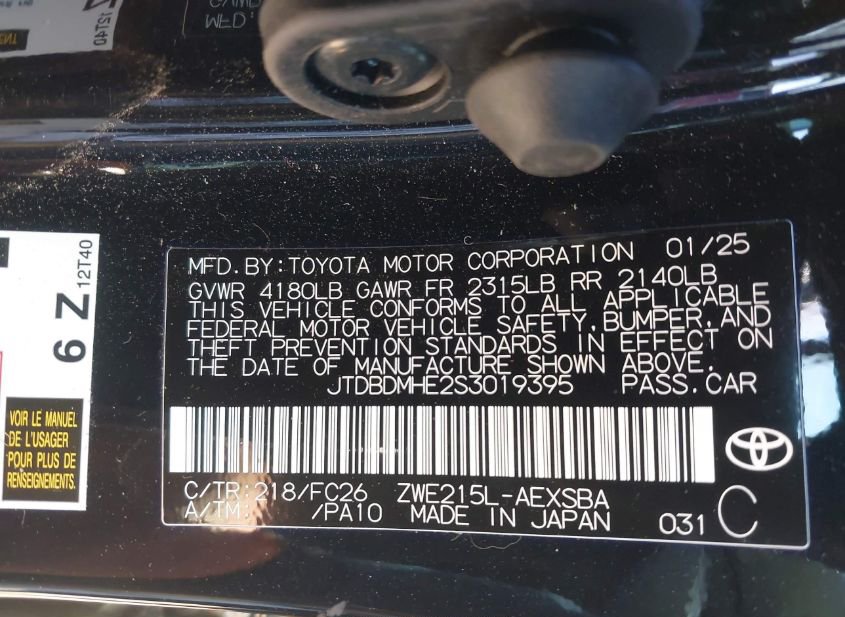 12T40
MFD. BY: TOYOTA MOTOR CORPORATION 01/25
GVWR 4180LB GAWR FR 2315LB RR 2140LB
THIS VEHICLE CONFORMS TO ALL APPLICABLE
FEDERAL MOTOR VEHICLE SAFETY, BUMPER, AND
THEFT PREVENTION STANDARDS IN EFFECT ON
THE DATE OF MANUFACTURE SHOWN ABOVE.
JTDBDMHE2S3019395 PASS. CAR
C/TR: 218/FC26 ZWE215L-AEXSBA
A/TM: /PA10 MADE IN JAPAN 031 C
6 Z 12T40
VOIR LE MANUEL
DE L'USAGER
POUR PLUS DE
RENSEIGNEMENTS.